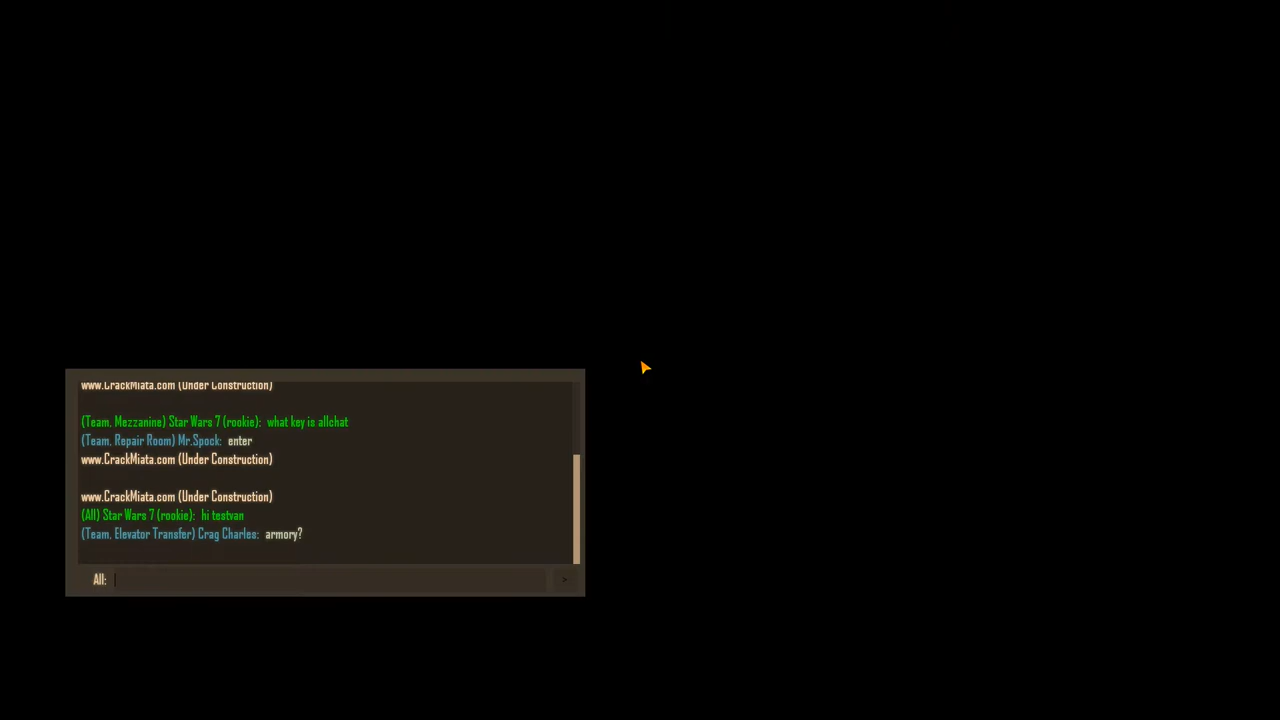 www.CrackMiata.com (Under Construction)
(Team, Mezzanine) Star Wars 7 (rookie): what key is allchat
(Team, Repair Room) Mr.Spock: enter
www.CrackMiata.com (Under Construction)
www.CrackMiata.com (Under Construction)
(All) Star Wars 7 (rookie): hi testvan
(Team, Elevator Transfer) Crag Charles: armory?
All:
>